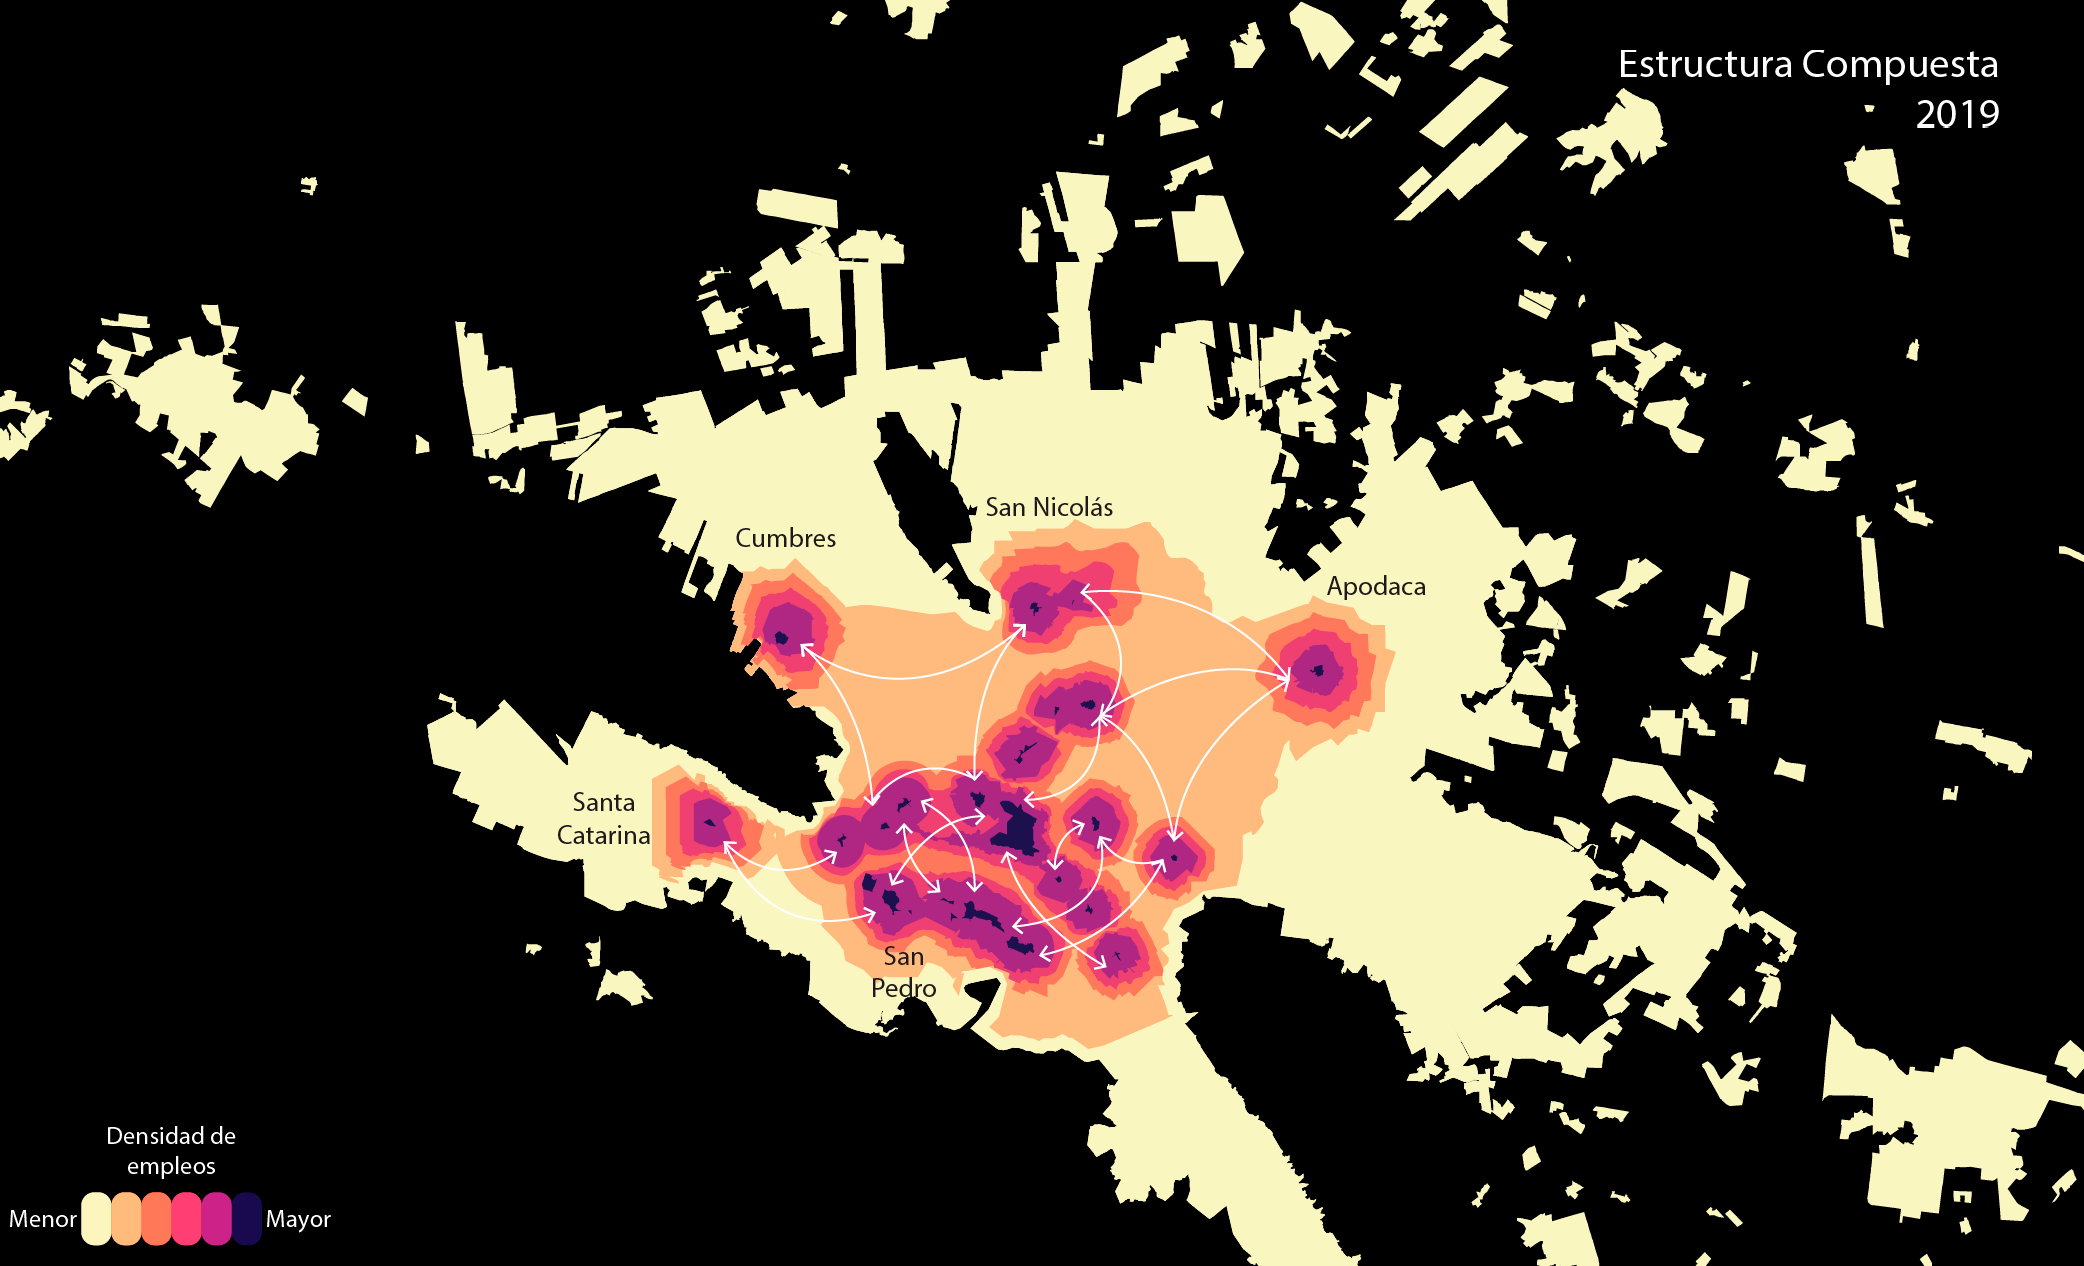 Estructura Compuesta
2019
San Nicolás
Cumbres
Apodaca
Santa
Catarina
San
Pedro
Densidad de
empleos
Menor
Mayor